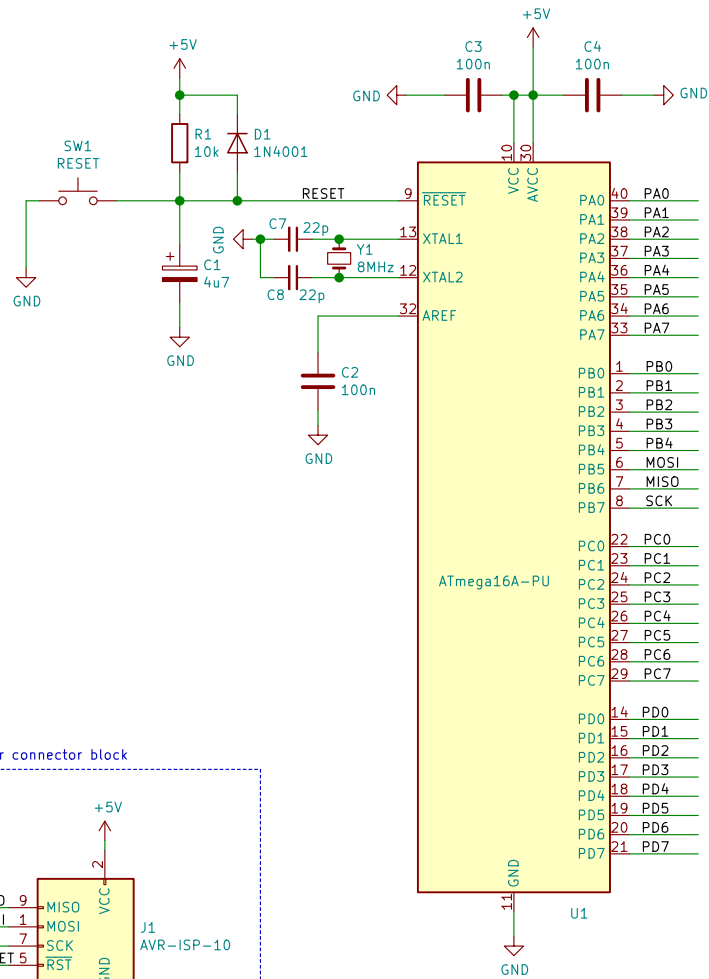 +5V
+5V
C3
100n
C4
100n
GND
GND
R1
10k
D1
1N4001
SW1
RESET
10
30
VCC
AVCC
RESET
9
RESET
GND
C7
22p
13
XTAL1
Y1
8MHz
12
XTAL2
C8
22p
+
C1
4u7
GND
GND
32
AREF
C2
100n
GND
PA0 40 PA0
PA1 39 PA1
PA2 38 PA2
PA3 37 PA3
PA4 36 PA4
PA5 35 PA5
PA6 34 PA6
PA7 33 PA7
PB0 1 PB0
PB1 2 PB1
PB2 3 PB2
PB3 4 PB3
PB4 5 PB4
PB5 6 MOSI
PB6 7 MISO
PB7 8 SCK
ATmega16A-PU
PC0 22 PC0
PC1 23 PC1
PC2 24 PC2
PC3 25 PC3
PC4 26 PC4
PC5 27 PC5
PC6 28 PC6
PC7 29 PC7
PD0 14 PD0
PD1 15 PD1
PD2 16 PD2
PD3 17 PD3
PD4 18 PD4
PD5 19 PD5
PD6 20 PD6
PD7 21 PD7
GND
11
U1
GND
r connector block
+5V
2
VCC
O 9 MISO
I 1 MOSI
7 SCK
ET 5 RST
GND
J1
AVR-ISP-10